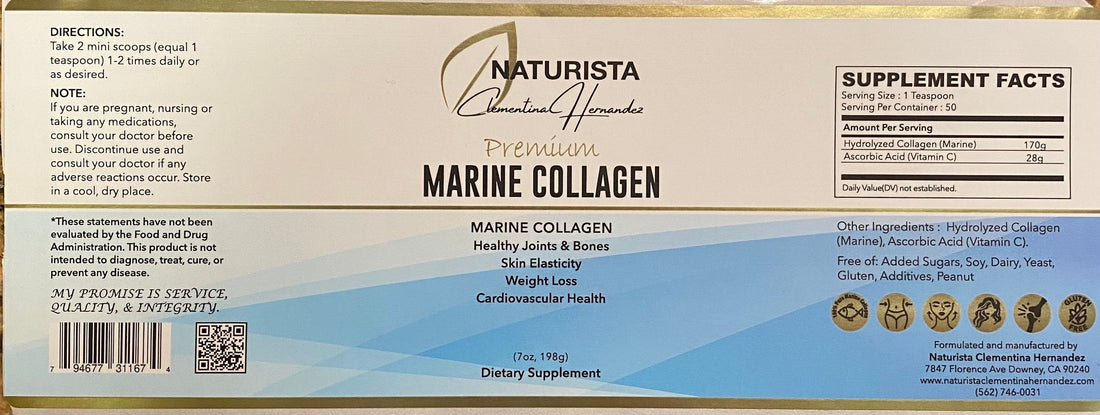 DIRECTIONS:
Take 2 mini scoops (equal 1
teaspoon) 1-2 times daily or
as desired.
NOTE:
If you are pregnant, nursing or
taking any medications,
consult your doctor before
use. Discontinue use and
consult your doctor if any
adverse reactions occur. Store
in a cool, dry place.
*These statements have not been
evaluated by the Food and Drug
Administration. This product is not
intended to diagnose, treat, cure, or
prevent any disease.
MY PROMISE IS SERVICE,
QUALITY, & INTEGRITY.
7 94677 31167 4
NATURISTA
Clementina Hernandez
Premium
MARINE COLLAGEN
MARINE COLLAGEN
Healthy Joints & Bones
Skin Elasticity
Weight Loss
Cardiovascular Health
(7oz, 198g)
Dietary Supplement
SUPPLEMENT FACTS
Serving Size : 1 Teaspoon
Serving Per Container : 50
Amount Per Serving
Hydrolyzed Collagen (Marine) 170g
Ascorbic Acid (Vitamin C) 28g
Daily Value(DV) not established.
Other Ingredients : Hydrolyzed Collagen
(Marine), Ascorbic Acid (Vitamin C).
Free of: Added Sugars, Soy, Dairy, Yeast,
Gluten, Additives, Peanut
100% Pure Marine Collagen
GLUTEN
FREE
Formulated and manufactured by
Naturista Clementina Hernandez
7847 Florence Ave Downey, CA 90240
www.naturistaclementinahernandez.com
(562) 746-0031